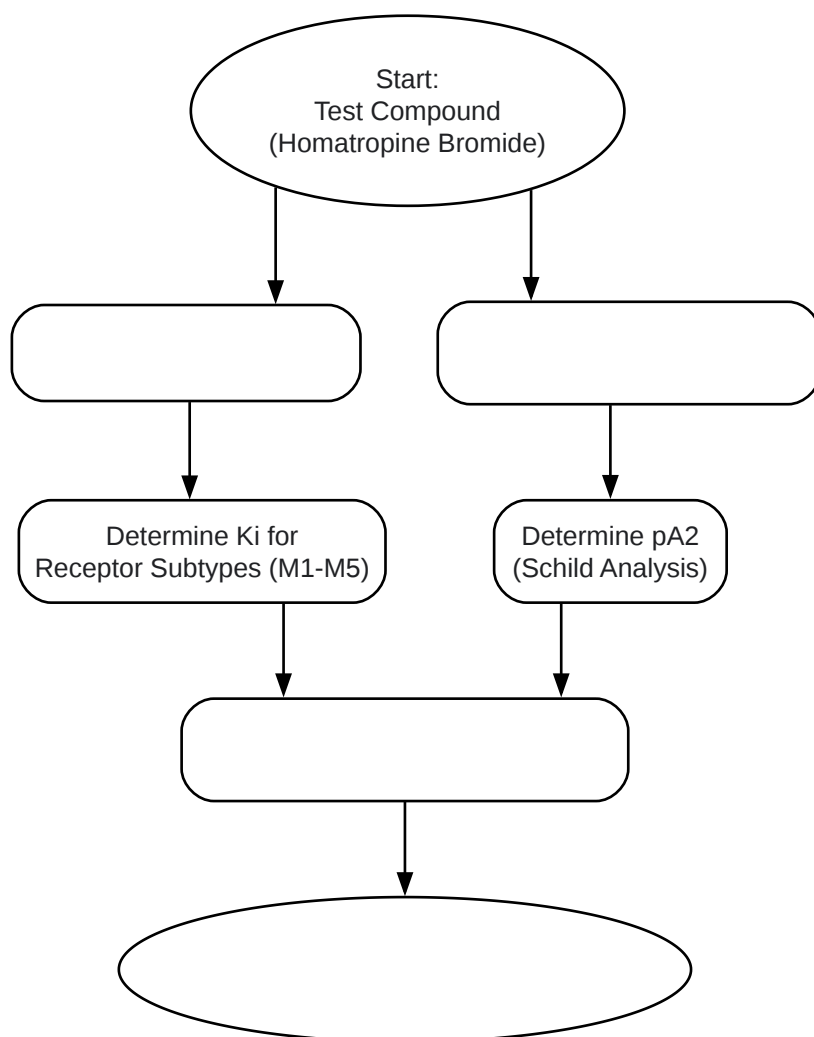 Start:
Test Compound
(Homatropine Bromide)
Determine Ki for
Receptor Subtypes (M1-M5)
Determine pA2
(Schild Analysis)